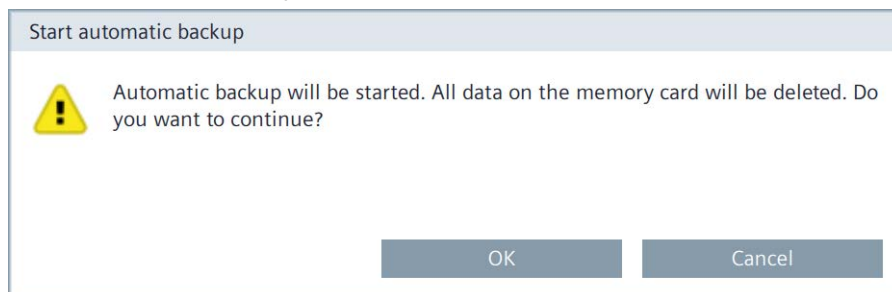 Start automatic backup
Automatic backup will be started. All data on the memory card will be deleted. Do
you want to continue?
OK
Cancel